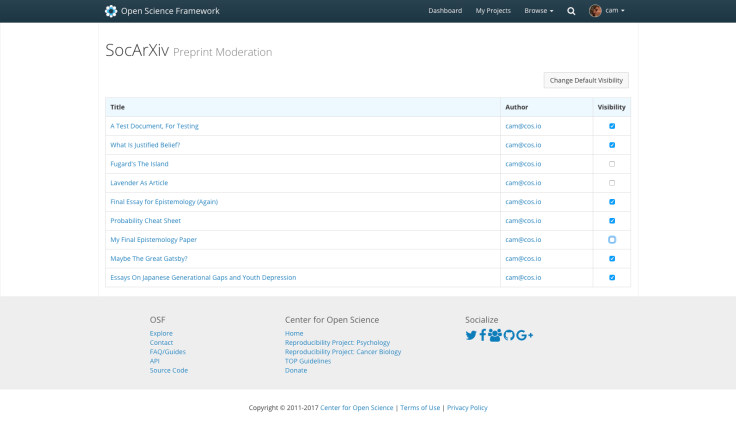 Open Science Framework
Dashboard My Projects Browse cam
SocArXiv Preprint Moderation
Change Default Visibility
Title Author Visibility
A Test Document, For Testing cam@cos.io
What Is Justified Belief? cam@cos.io
Fugard's The Island cam@cos.io
Lavender As Article cam@cos.io
Final Essay for Epistemology (Again) cam@cos.io
Probability Cheat Sheet cam@cos.io
My Final Epistemology Paper cam@cos.io
Maybe The Great Gatsby? cam@cos.io
Essays On Japanese Generational Gaps and Youth Depression cam@cos.io
OSF
Explore
Contact
FAQ/Guides
API
Source Code
Center for Open Science
Home
Reproducibility Project: Psychology
Reproducibility Project: Cancer Biology
TOP Guidelines
Donate
Socialize
Copyright © 2011-2017 Center for Open Science | Terms of Use | Privacy Policy